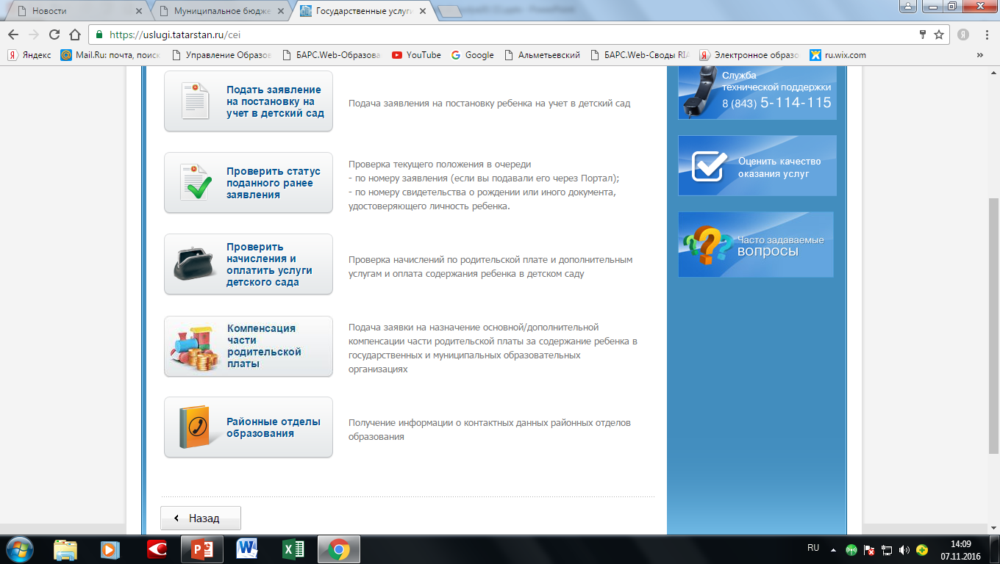 Новости
Муниципальное бюдже
Государственные услуги
https://uslugi.tatarstan.ru/cei
Яндекс
Mail.Ru: почта, поиск
Управление Образов
БАРС.Web-Образова
YouTube
Google
Альметьевский
БАРС.Web-Своды RIA
Электронное образо
ru.wix.com
»
Подать заявление
на постановку на
учет в детский сад
Подача заявления на постановку ребенка на учет в детский сад
Проверить статус
поданного ранее
заявления
Проверка текущего положения в очереди
- по номеру заявления (если вы подавали его через Портал);
- по номеру свидетельства о рождении или иного документа,
удостоверяющего личность ребенка.
Проверить
начисления и
оплатить услуги
детского сада
Проверка начислений по родительской плате и дополнительным
услугам и оплата содержания ребенка в детском саду
Компенсация
части
родительской
платы
Подача заявки на назначение основной/дополнительной
компенсации части родительской платы за содержание ребенка в
государственных и муниципальных образовательных
организациях
Районные отделы
образования
Получение информации о контактных данных районных отделов
образования
Назад
Служба
технической поддержки
8 (843) 5-114-115
Оценить качество
оказания услуг
Часто задаваемые
вопросы
RU
14:09
07.11.2016